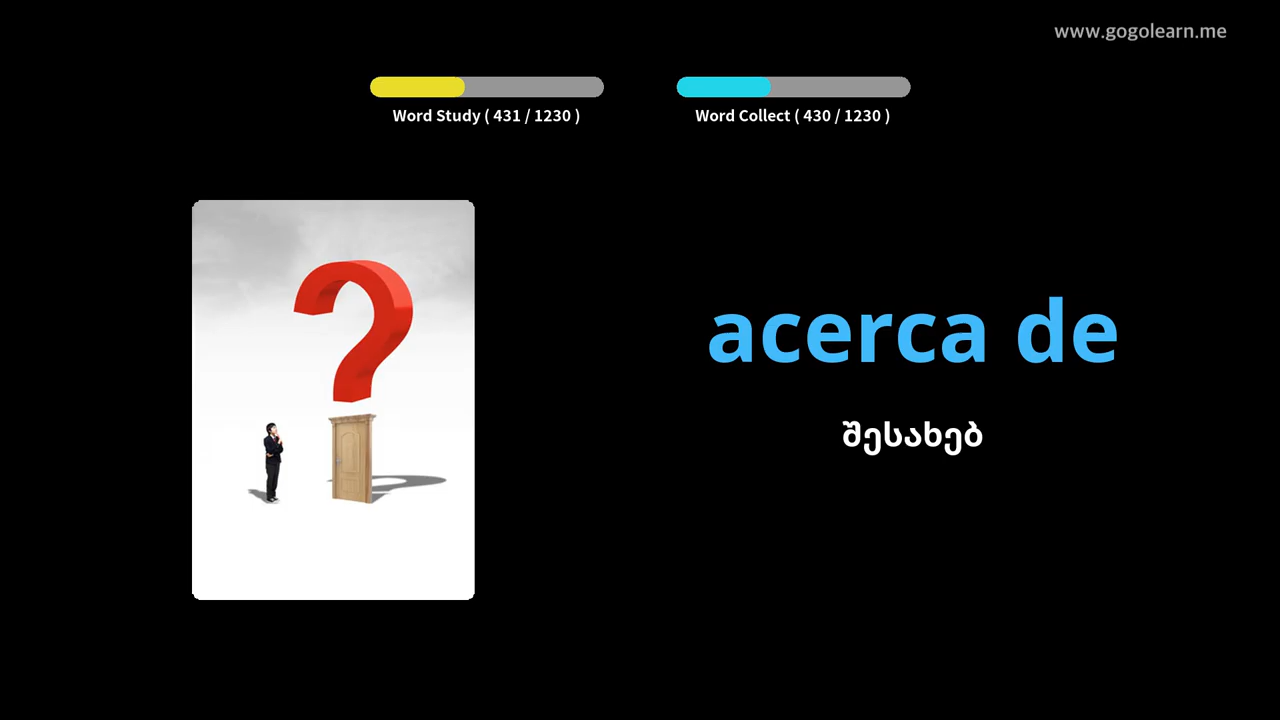 www.gogolearn.me
Word Study ( 431 / 1230 )
Word Collect ( 430 / 1230 )
acerca de
შესახებ